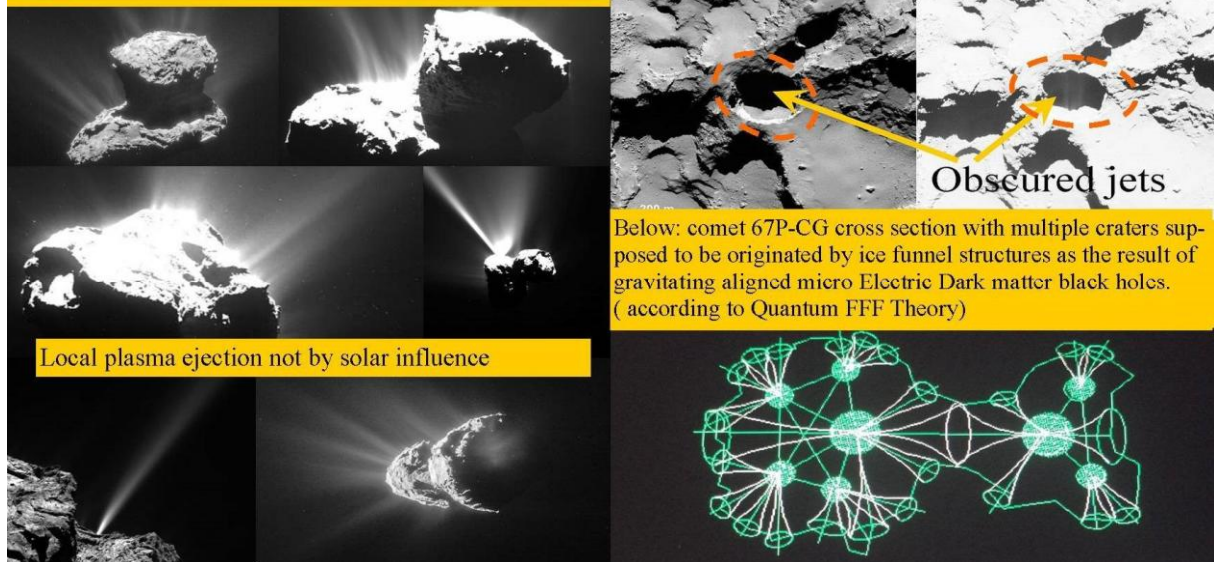 Obscured jets
Below: comet 67P-CG cross section with multiple craters sup-
posed to be originated by ice funnel structures as the result of
gravitating aligned micro Electric Dark matter black holes.
( according to Quantum FFF Theory)
Local plasma ejection not by solar influence